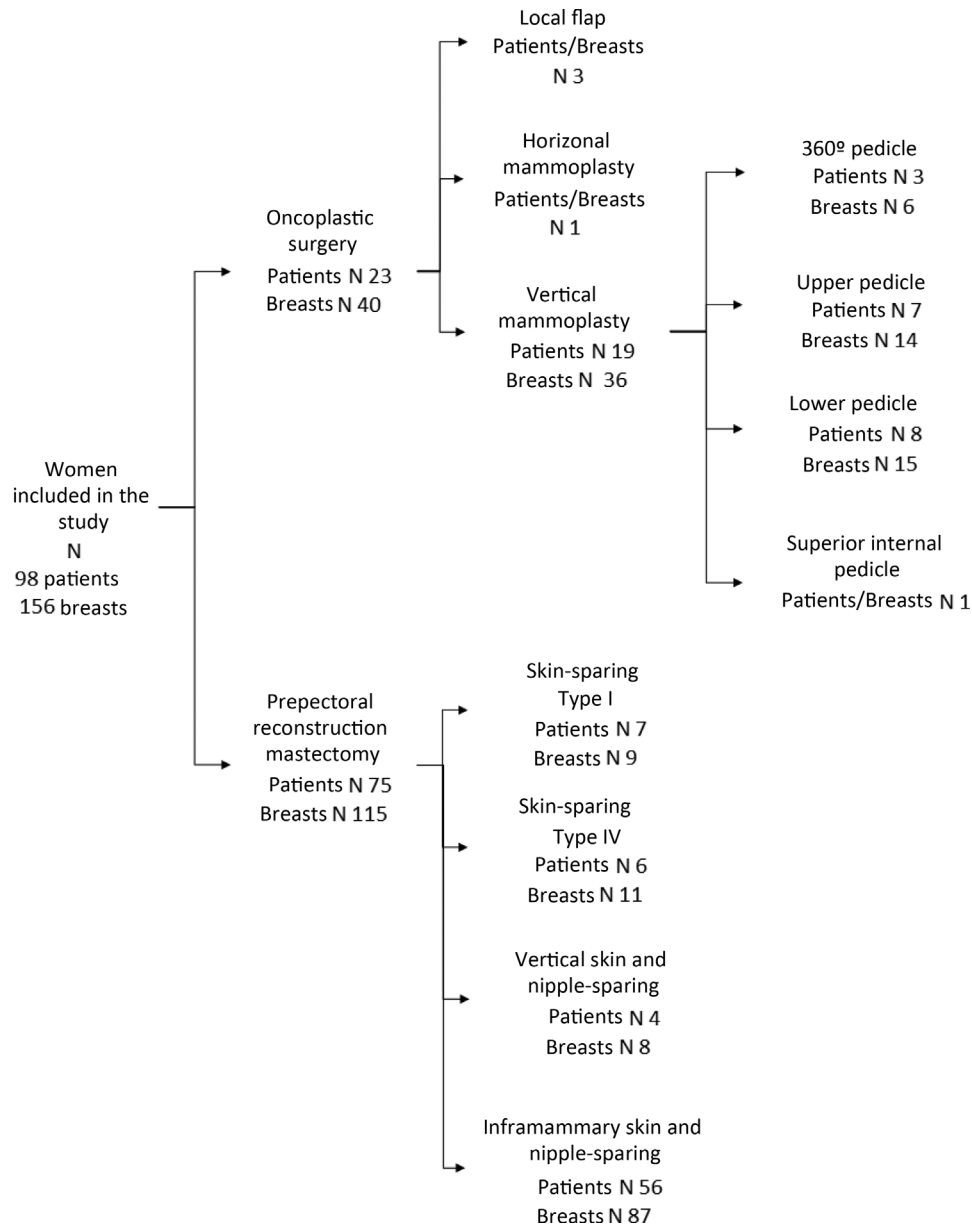 Women
included in the
study
N
98 patients
156 breasts
Oncoplastic
surgery
Patients N 23
Breasts N 40
Local flap
Patients/Breasts
N 3
Horizonal
mammoplasty
Patients/Breasts
N 1
Vertical
mammoplasty
Patients N 19
Breasts N 36
360º pedicle
Patients N 3
Breasts N 6
Upper pedicle
Patients N 7
Breasts N 14
Lower pedicle
Patients N 8
Breasts N 15
Superior internal
pedicle
Patients/Breasts N 1
Prepectoral
reconstruction
mastectomy
Patients N 75
Breasts N 115
Skin-sparing
Type I
Patients N 7
Breasts N 9
Skin-sparing
Type IV
Patients N 6
Breasts N 11
Vertical skin and
nipple-sparing
Patients N 4
Breasts N 8
Inframammary skin and
nipple-sparing
Patients N 56
Breasts N 87